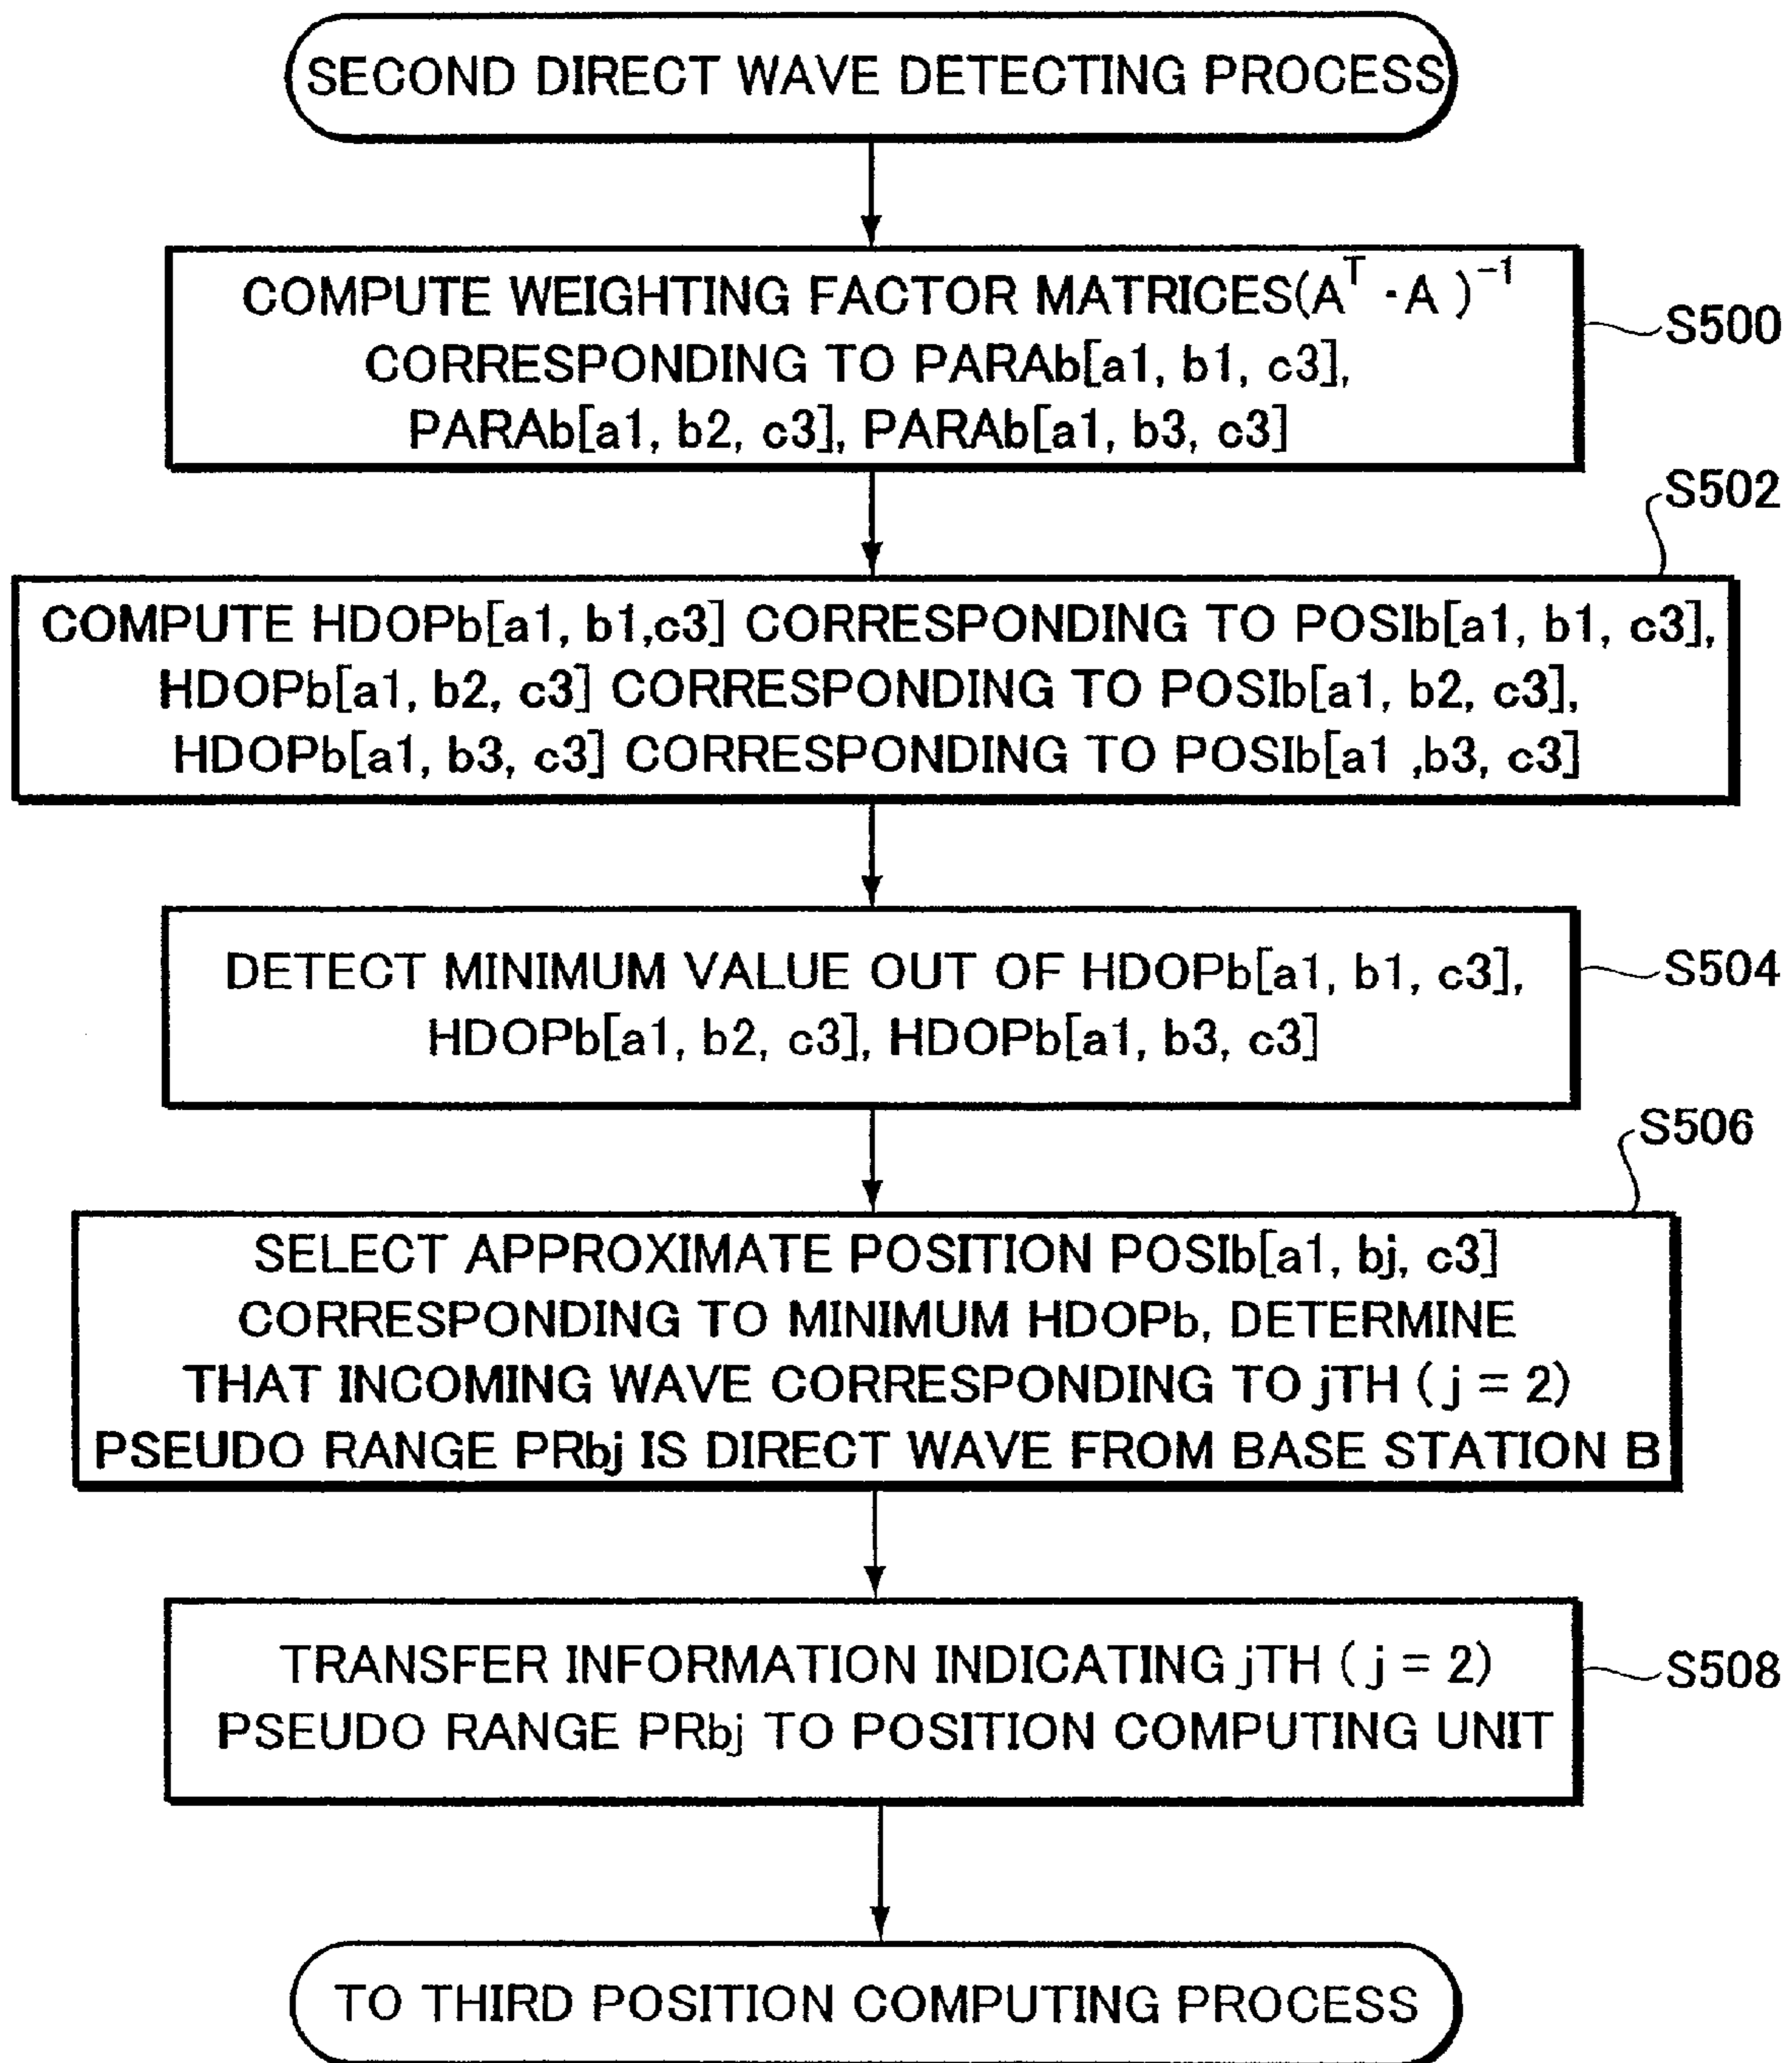 SECOND DIRECT WAVE DETECTING PROCESS
COMPUTE WEIGHTING FACTOR MATRICES(A^T ·A )^-1
CORRESPONDING TO PARAb[a1, b1, c3],
PARAb[a1, b2, c3], PARAb[a1, b3, c3]
S500
S502
COMPUTE HDOPb[a1, b1,c3] CORRESPONDING TO POSIb[a1, b1, c3],
HDOPb[a1, b2, c3] CORRESPONDING TO POSIb[a1, b2, c3],
HDOPb[a1, b3, c3] CORRESPONDING TO POSIb[a1 ,b3, c3]
DETECT MINIMUM VALUE OUT OF HDOPb[a1, b1, c3],
HDOPb[a1, b2, c3], HDOPb[a1, b3, c3]
S504
S506
SELECT APPROXIMATE POSITION POSIb[a1, bj, c3]
CORRESPONDING TO MINIMUM HDOPb, DETERMINE
THAT INCOMING WAVE CORRESPONDING TO jTH ( j = 2)
PSEUDO RANGE PRbj IS DIRECT WAVE FROM BASE STATION B
TRANSFER INFORMATION INDICATING jTH ( j = 2)
PSEUDO RANGE PRbj TO POSITION COMPUTING UNIT
S508
TO THIRD POSITION COMPUTING PROCESS